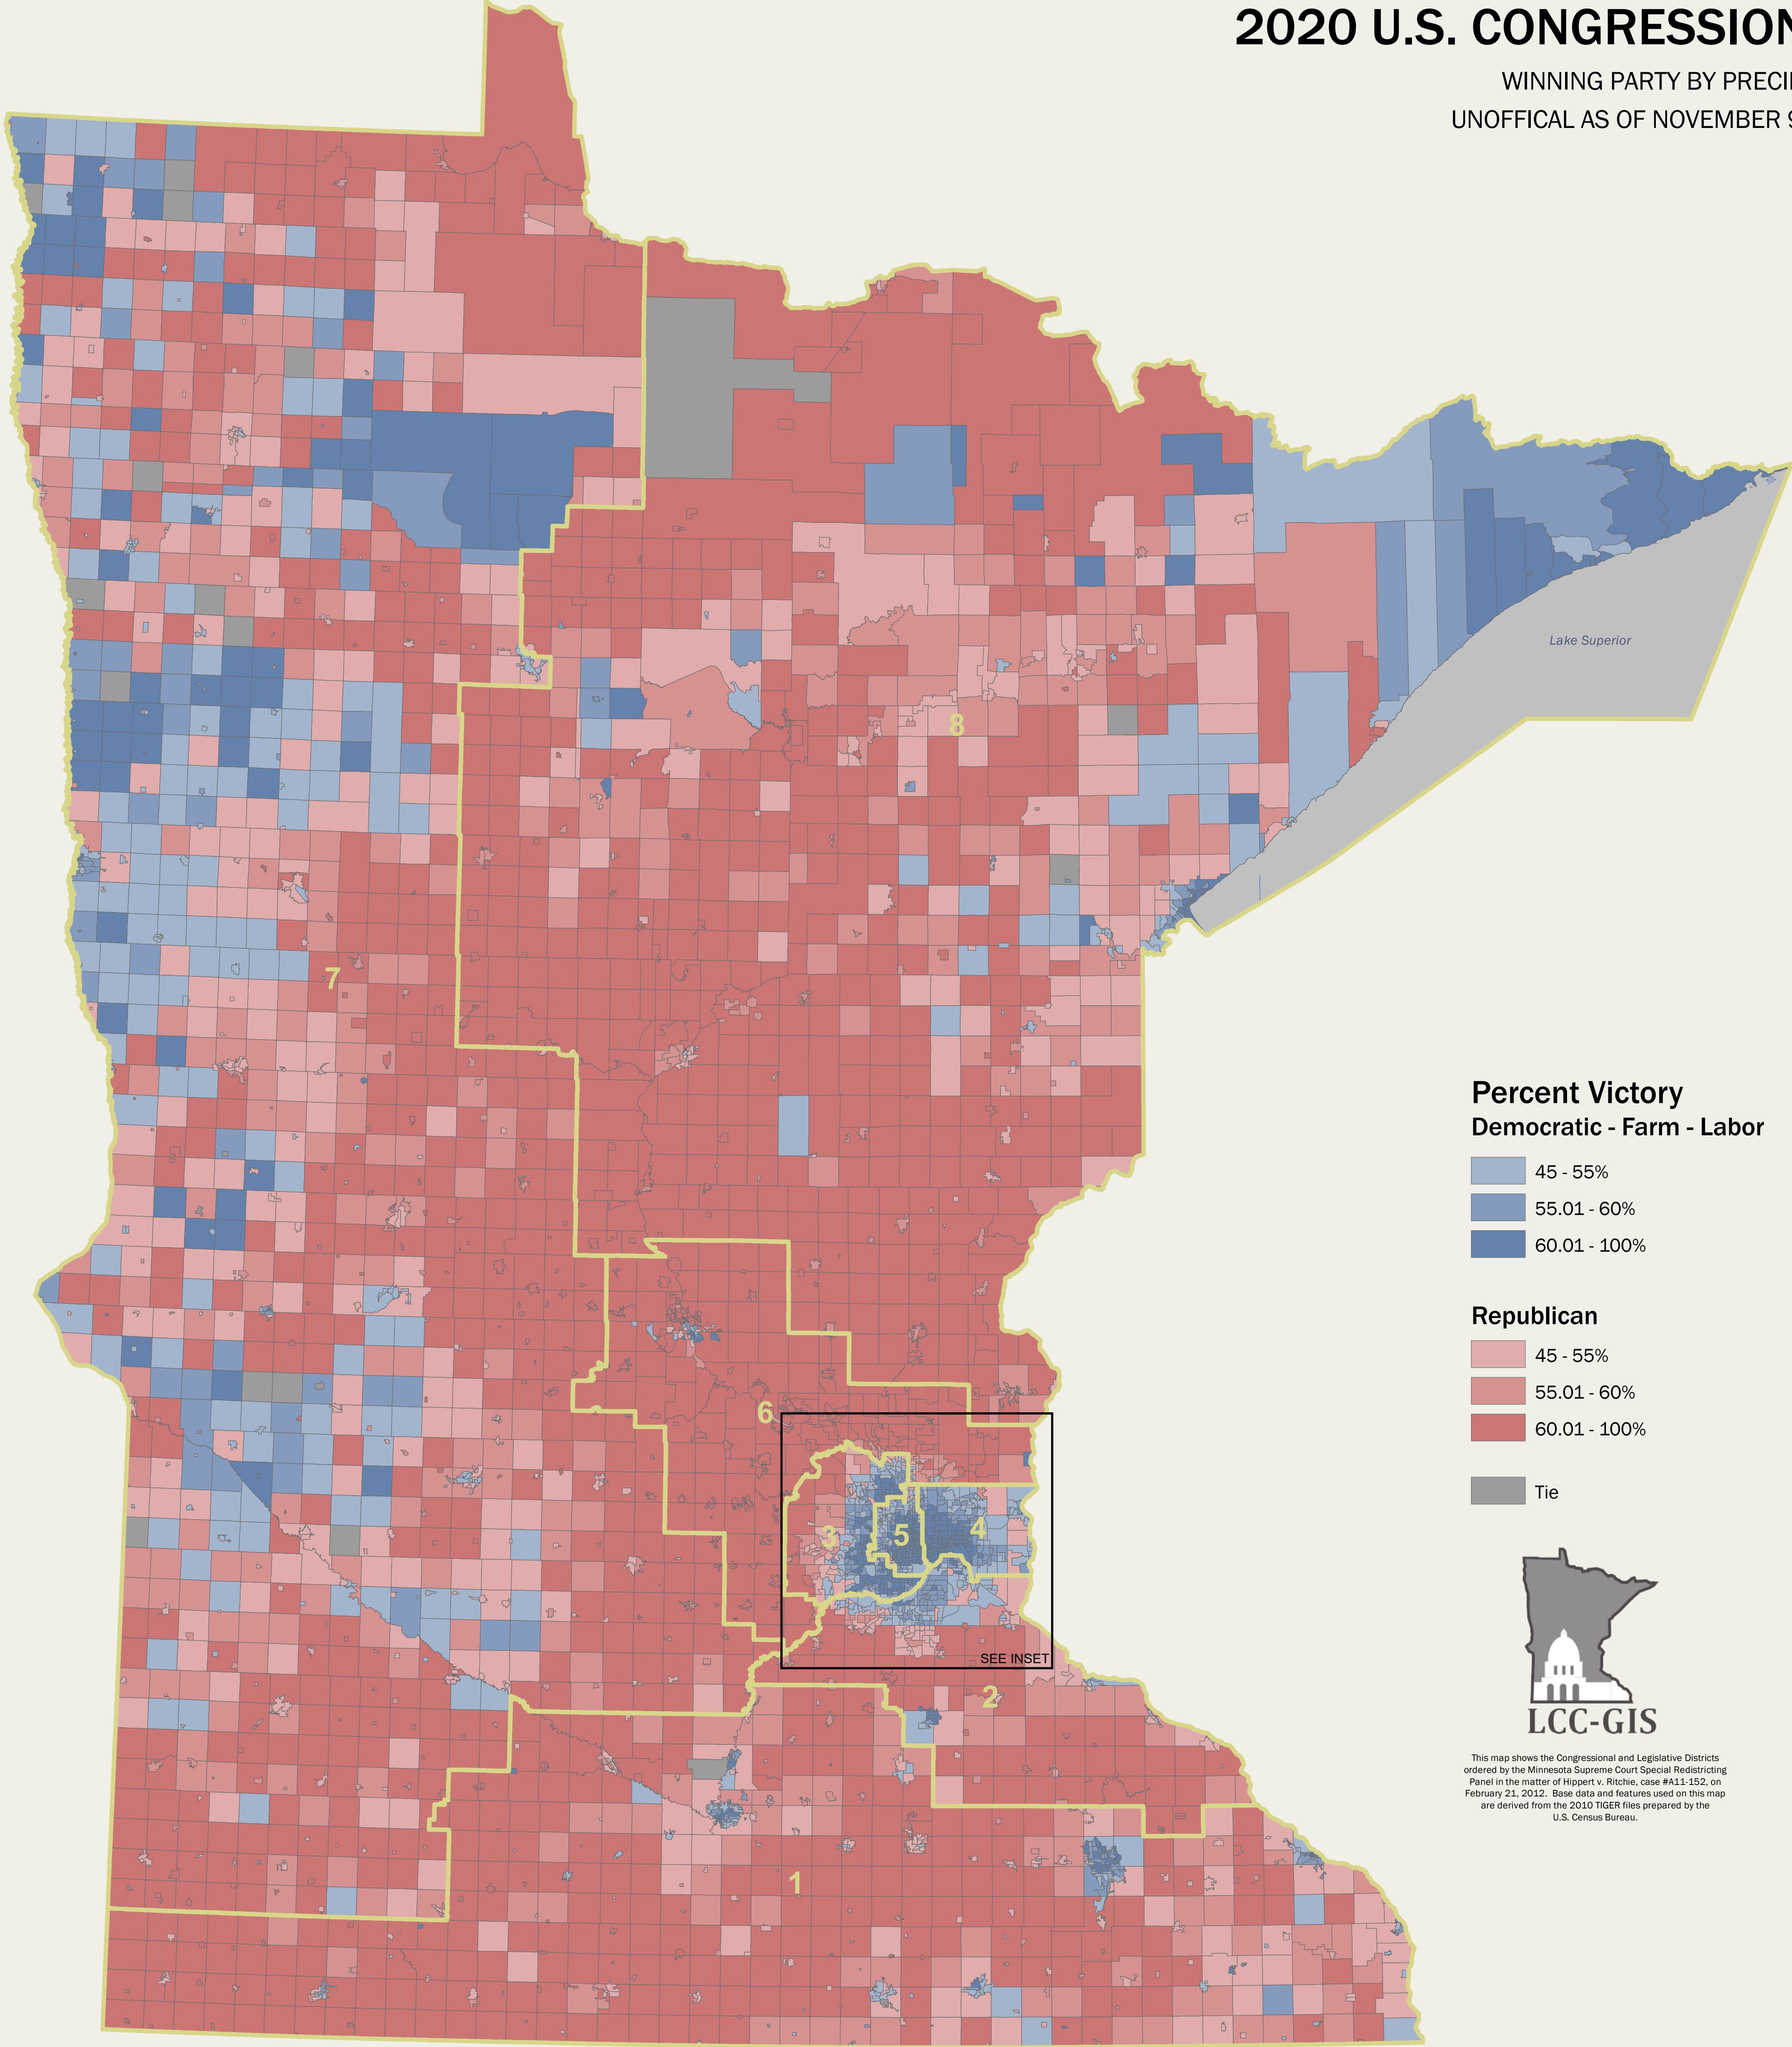 2020 U.S. CONGRESSION
WINNING PARTY BY PRECI
UNOFFICAL AS OF NOVEMBER 9
Lake Superior
8
7
6
3
5
4
SEE INSET
2
1
Percent Victory
Democratic - Farm - Labor
45 - 55%
55.01 - 60%
60.01 - 100%
Republican
45 - 55%
55.01 - 60%
60.01 - 100%
Tie
LCC-GIS
This map shows the Congressional and Legislative Districts
ordered by the Minnesota Supreme Court Special Redistricting
Panel in the matter of Hippert v. Ritchie, case #A11-152, on
February 21, 2012.  Base data and features used on this map
are derived from the 2010 TIGER files prepared by the
U.S. Census Bureau.